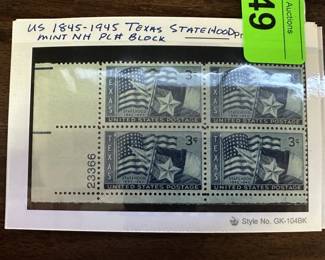 US 1845-1945 TEXAS STATEHOOD
MINT NH PL# BLOCK
Auctions
49
TEXAS 3¢
UNITED STATES POSTAGE
TEXAS 3¢
UNITED STATES POSTAGE
TEXAS 3¢
UNITED STATES POSTAGE
TEXAS 3¢
UNITED STATES POSTAGE
23366
Style No. GK-104BK